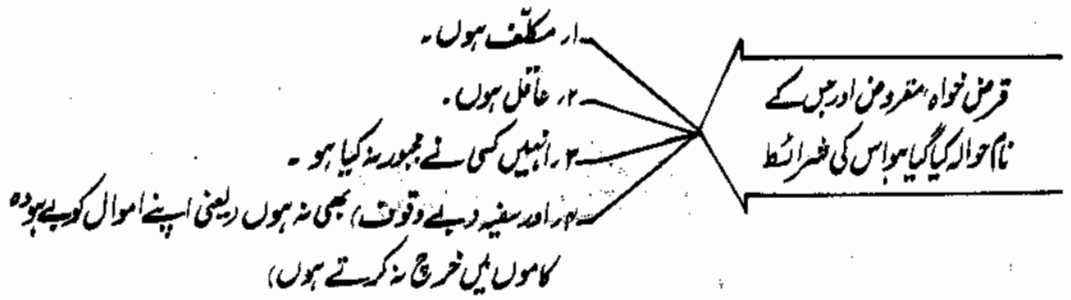 قرض خواہ، مقروض اور جس کے
نام حوالہ کیا گیا ہو اس کی شرائط
۱۔ مکلّف ہوں۔
۲۔ عاقل ہوں۔
۳۔ انہیں کسی نے مجبور نہ کیا ہو۔
۴۔ اور سفیہ (بے وقوف) بھی نہ ہوں (یعنی اپنے اموال کو بے ہودہ
کاموں میں خرچ نہ کرتے ہوں)